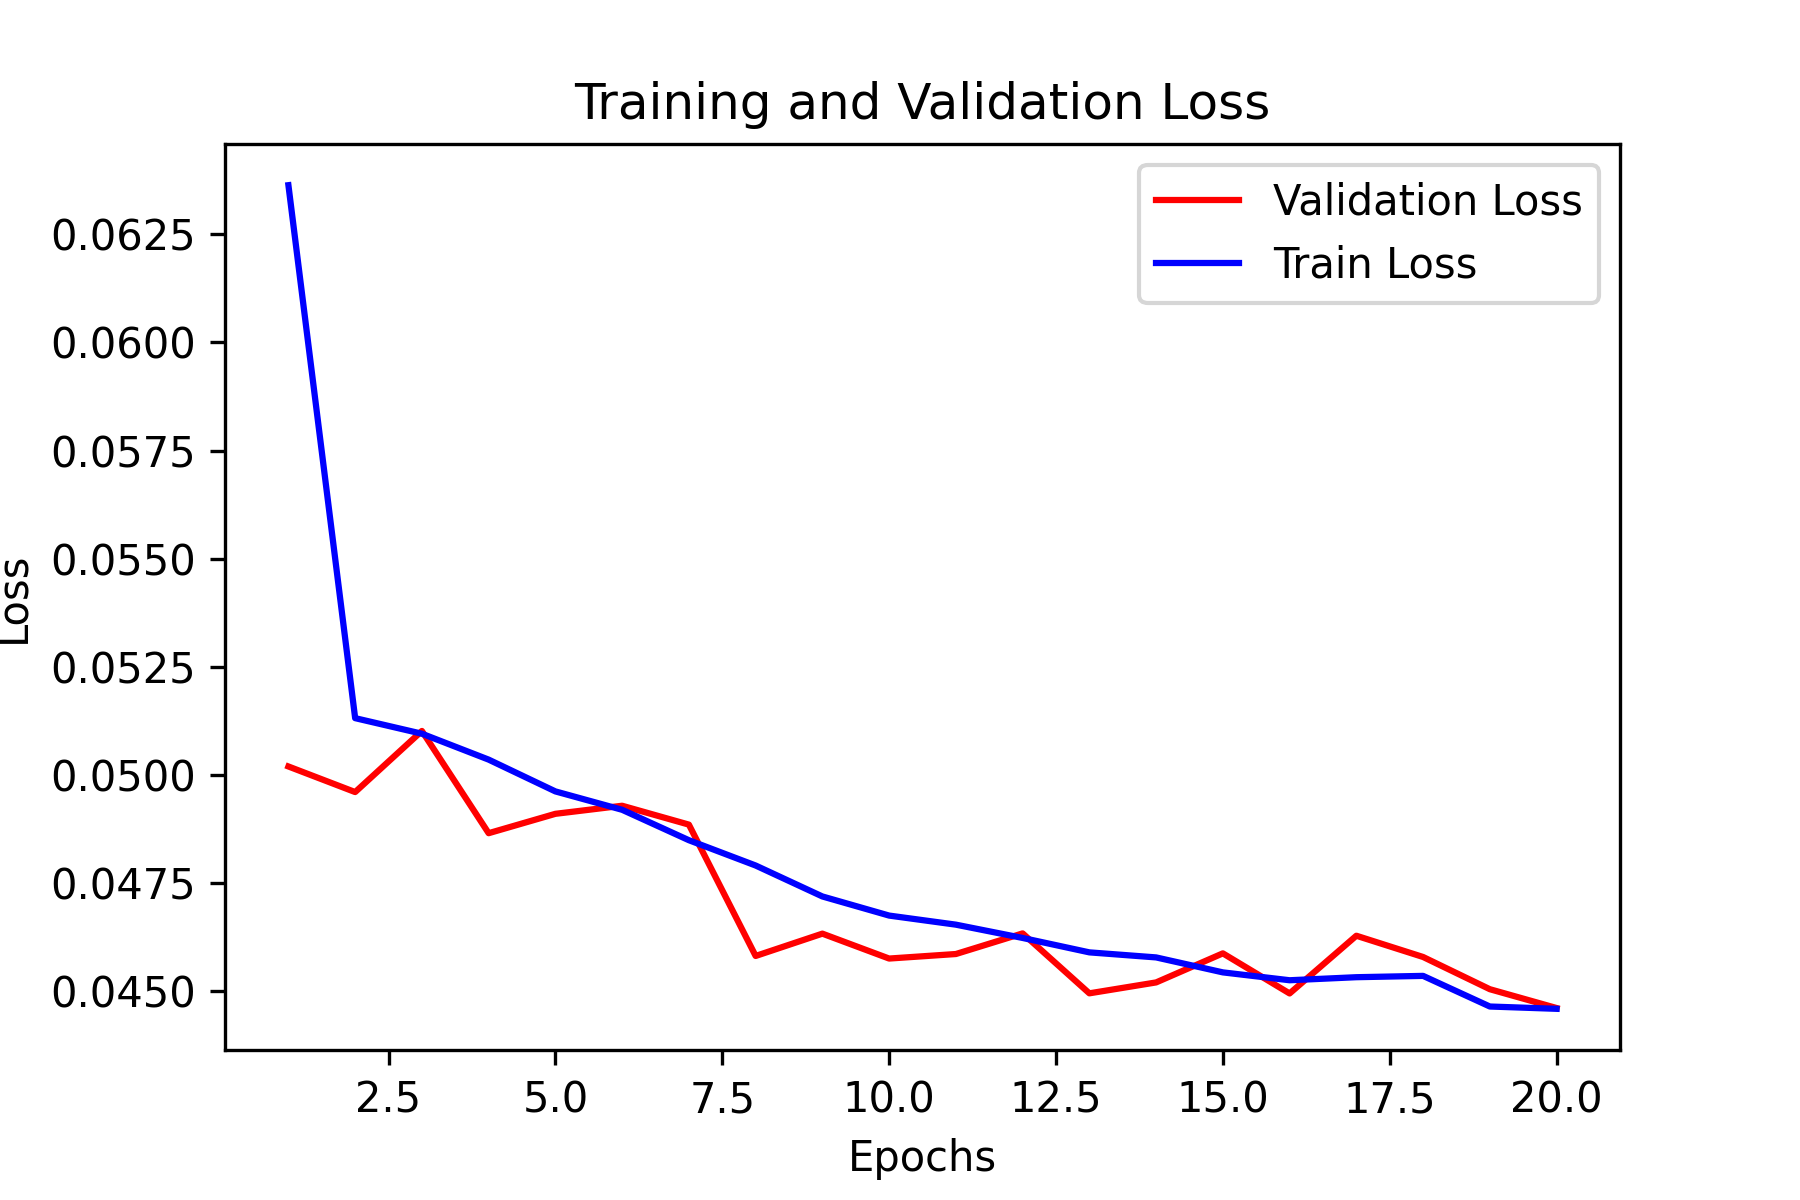 Training and Validation Loss
Validation Loss
Train Loss
0.0625
0.0600
0.0575
0.0550
0.0525
0.0500
0.0475
0.0450
Loss
2.5 5.0 7.5 10.0 12.5 15.0 17.5 20.0
Epochs